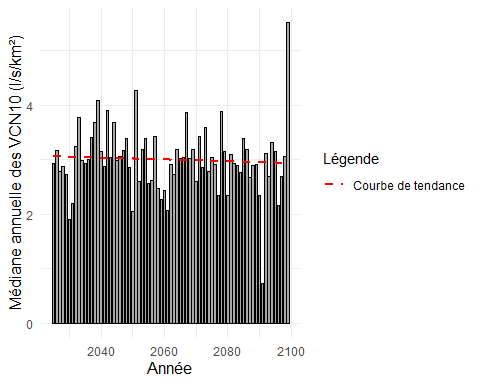 Médiane annuelle des VCN10 (l/s/km²)
4
2
0
2040 2060 2080 2100
Année
Légende
Courbe de tendance